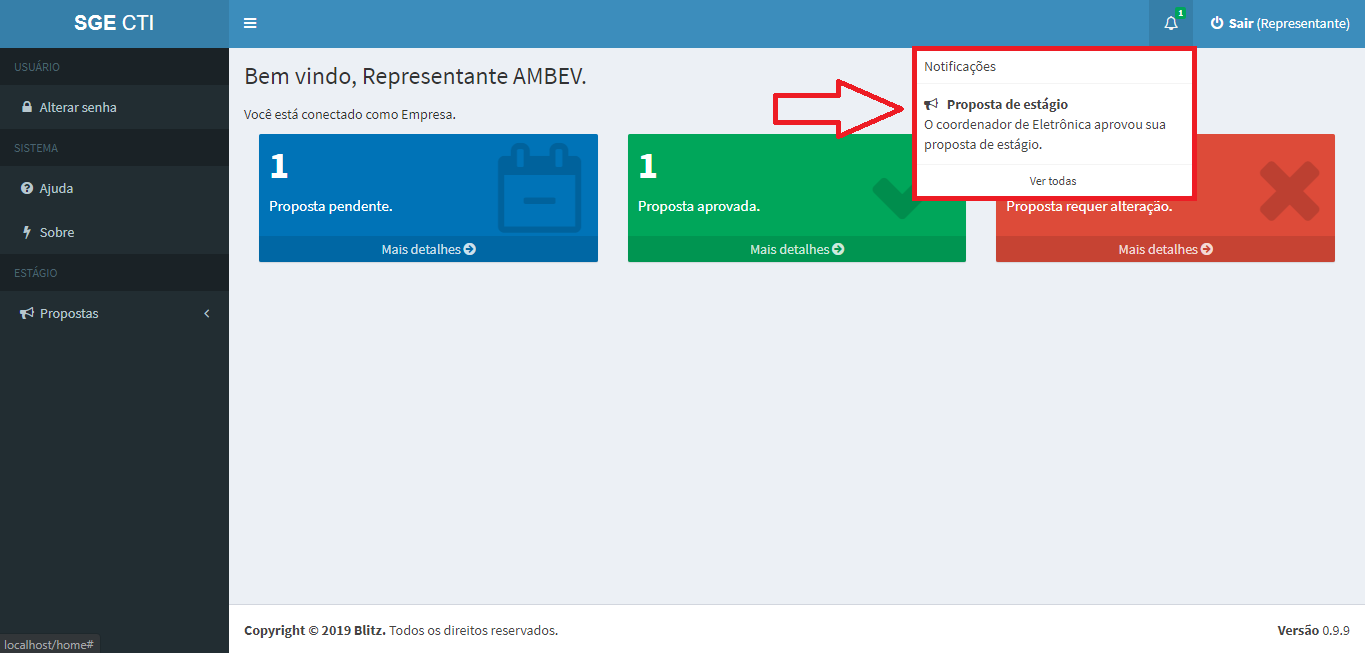 SGE CTI
1
Sair (Representante)
USUÁRIO
Alterar senha
SISTEMA
Ajuda
Sobre
ESTÁGIO
Propostas
Bem vindo, Representante AMBEV.
Você está conectado como Empresa.
1
Proposta pendente.
Mais detalhes
1
Proposta aprovada.
Mais detalhes
Notificações
Proposta de estágio
O coordenador de Eletrônica aprovou sua
proposta de estágio.
Ver todas
Proposta requer alteração.
Mais detalhes
Copyright © 2019 Blitz. Todos os direitos reservados.
Versão 0.9.9
localhost/home#